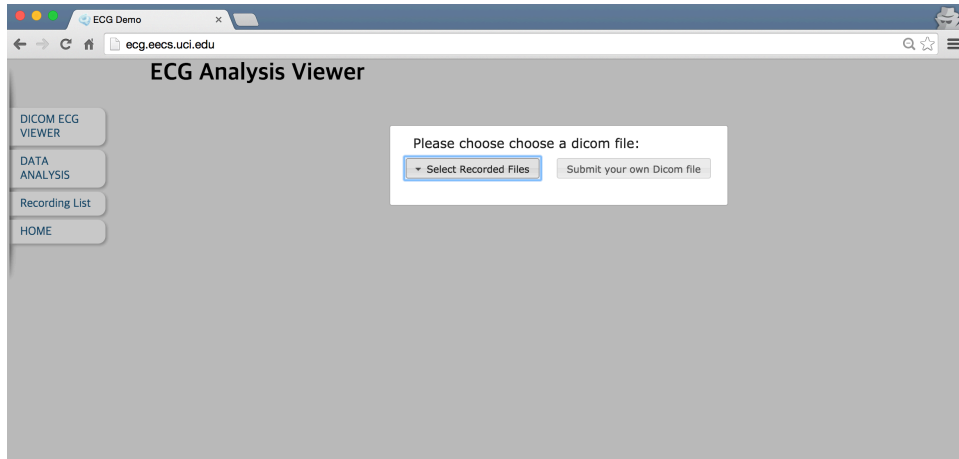 ECG Demo
ecg.eecs.uci.edu
ECG Analysis Viewer
DICOM ECG
VIEWER
DATA
ANALYSIS
Recording List
HOME
Please choose choose a dicom file:
Select Recorded Files
Submit your own Dicom file